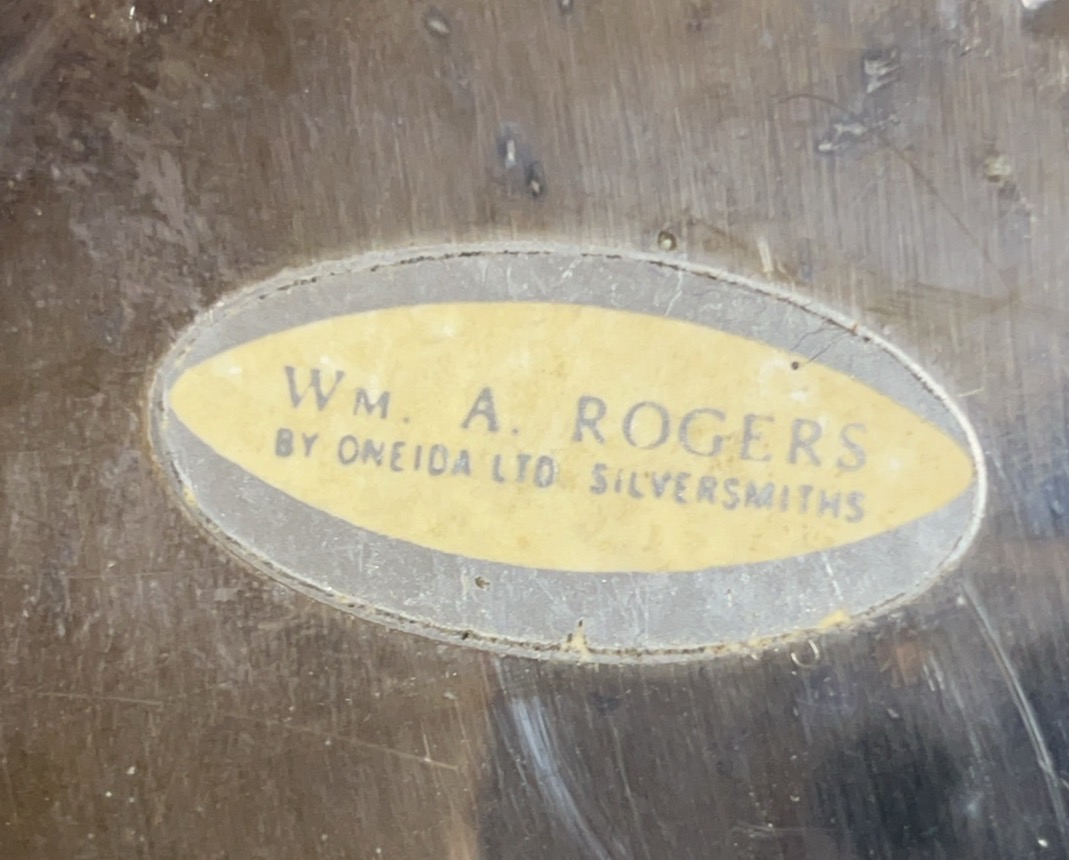 WM. A. ROGERS
BY ONEIDA LTD. SILVERSMITHS